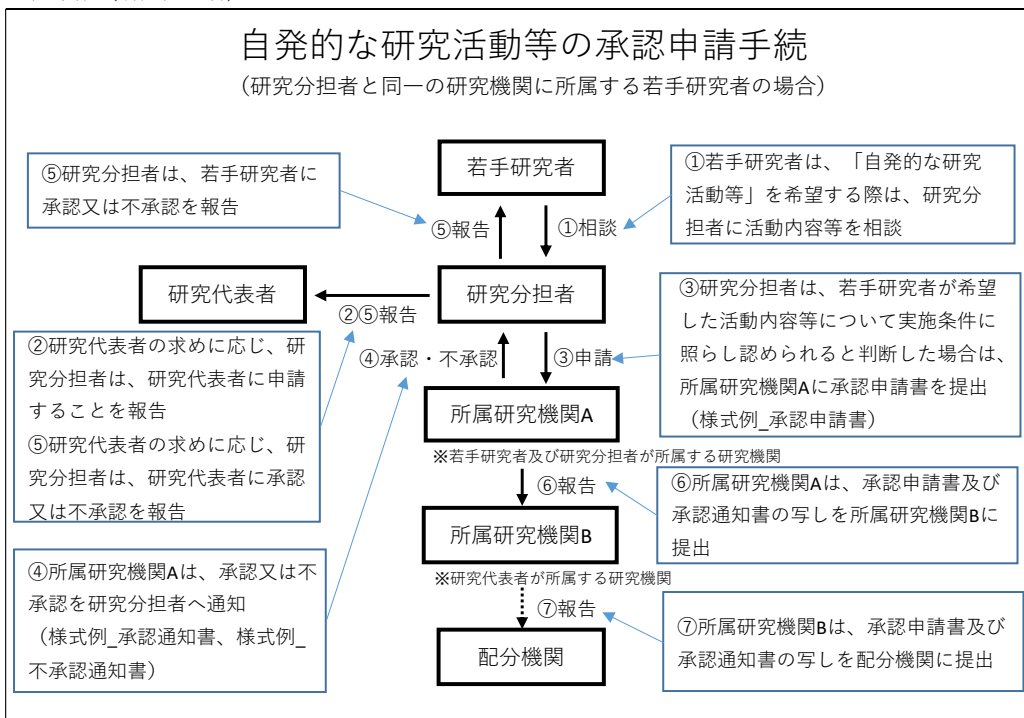 自発的な研究活動等の承認申請手続
（研究分担者と同一の研究機関に所属する若手研究者の場合）
若手研究者
⑤研究分担者は、若手研究者に
承認又は不承認を報告
①若手研究者は、「自発的な研究
活動等」を希望する際は、研究分
担者に活動内容等を相談
⑤報告
①相談
研究代表者
研究分担者
②⑤報告
③研究分担者は、若手研究者が希望
した活動内容等について実施条件に
照らし認められると判断した場合は、
所属研究機関Aに承認申請書を提出
（様式例_承認申請書）
②研究代表者の求めに応じ、研
究分担者は、研究代表者に申請
することを報告
⑤研究代表者の求めに応じ、研
究分担者は、研究代表者に承認
又は不承認を報告
④承認・不承認
③申請
所属研究機関A
※若手研究者及び研究分担者が所属する研究機関
⑥報告
⑥所属研究機関Aは、承認申請書及び
承認通知書の写しを所属研究機関Bに
提出
所属研究機関B
※研究代表者が所属する研究機関
④所属研究機関Aは、承認又は不
承認を研究分担者へ通知
（様式例_承認通知書、様式例_
不承認通知書）
⑦報告
⑦所属研究機関Bは、承認申請書及び
承認通知書の写しを配分機関に提出
配分機関